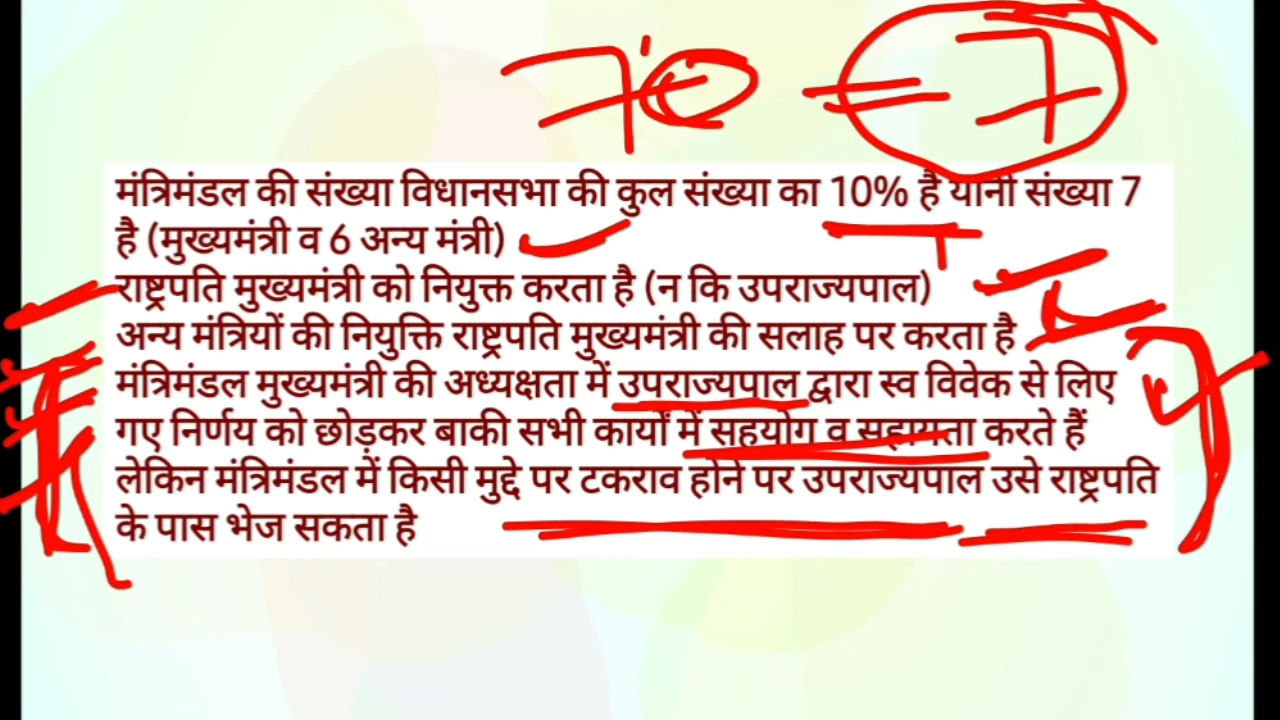 70 = 7
मंत्रिमंडल की संख्या विधानसभा की कुल संख्या का 10% है यानी संख्या 7
है (मुख्यमंत्री व 6 अन्य मंत्री)
राष्ट्रपति मुख्यमंत्री को नियुक्त करता है (न कि उपराज्यपाल)
अन्य मंत्रियों की नियुक्ति राष्ट्रपति मुख्यमंत्री की सलाह पर करता है
मंत्रिमंडल मुख्यमंत्री की अध्यक्षता में उपराज्यपाल द्वारा स्व विवेक से लिए
गए निर्णय को छोड़कर बाकी सभी कार्यों में सहयोग व सहायता करते हैं
लेकिन मंत्रिमंडल में किसी मुद्दे पर टकराव होने पर उपराज्यपाल उसे राष्ट्रपति
के पास भेज सकता है